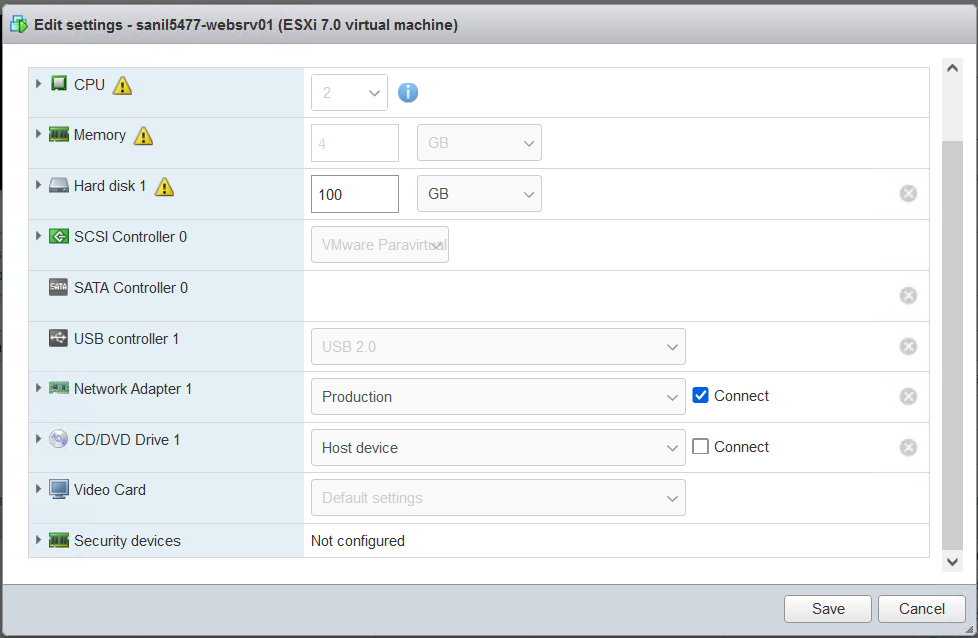 Edit settings - sanil5477-websrv01 (ESXi 7.0 virtual machine)
CPU 2
Memory 4 GB
Hard disk 1 100 GB
SCSI Controller 0 VMware Paravirtual
SATA SATA Controller 0
USB controller 1 USB 2.0
Network Adapter 1 Production Connect
CD/DVD Drive 1 Host device Connect
Video Card Default settings
Security devices Not configured
Save Cancel